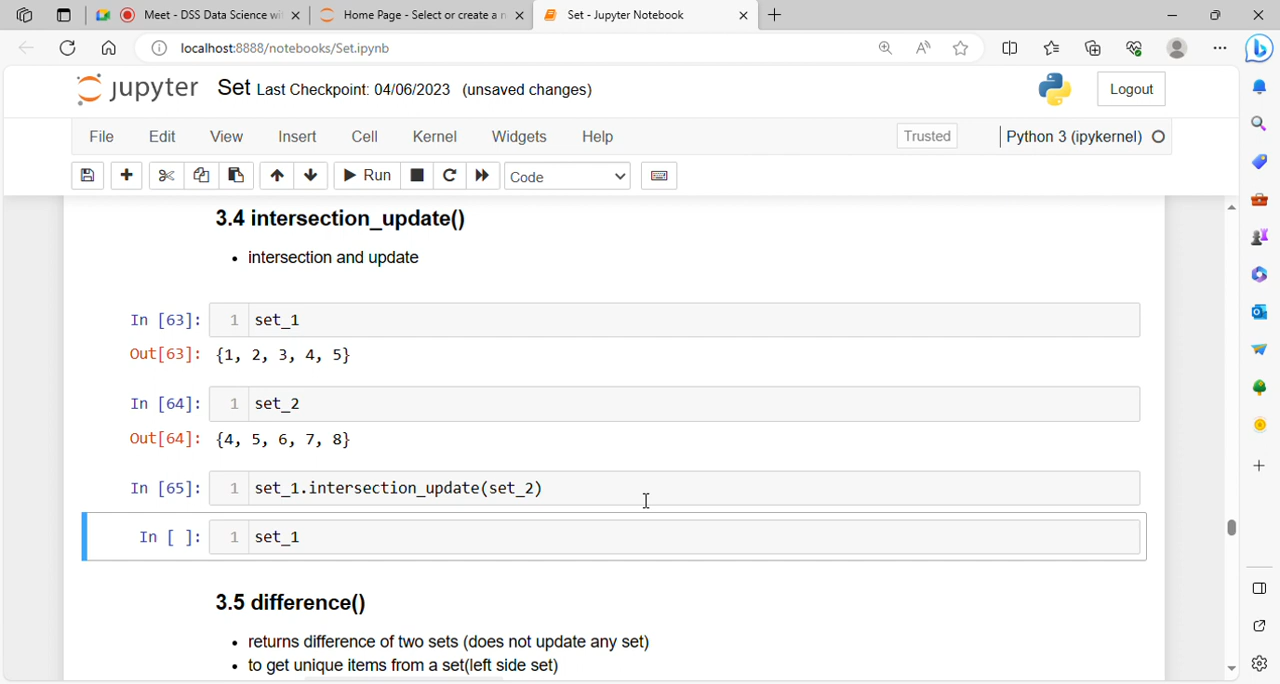 Meet - DSS Data Science wi
Home Page - Select or create a n
Set - Jupyter Notebook
localhost:8888/notebooks/Set.ipynb
jupyter Set Last Checkpoint: 04/06/2023 (unsaved changes)
Logout
File Edit View Insert Cell Kernel Widgets Help
Trusted Python 3 (ipykernel)
Run Code
3.4 intersection_update()
• intersection and update
In [63]: 1 set_1
Out[63]: {1, 2, 3, 4, 5}
In [64]: 1 set_2
Out[64]: {4, 5, 6, 7, 8}
In [65]: 1 set_1.intersection_update(set_2)
In [ ]: 1 set_1
3.5 difference()
• returns difference of two sets (does not update any set)
• to get unique items from a set(left side set)